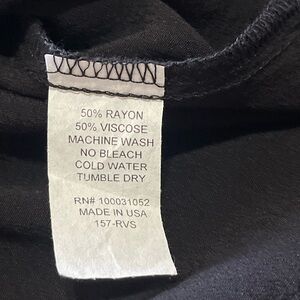 50% RAYON
50% VISCOSE
MACHINE WASH
NO BLEACH
COLD WATER
TUMBLE DRY
RN# 100031052
MADE IN USA
157-RVS